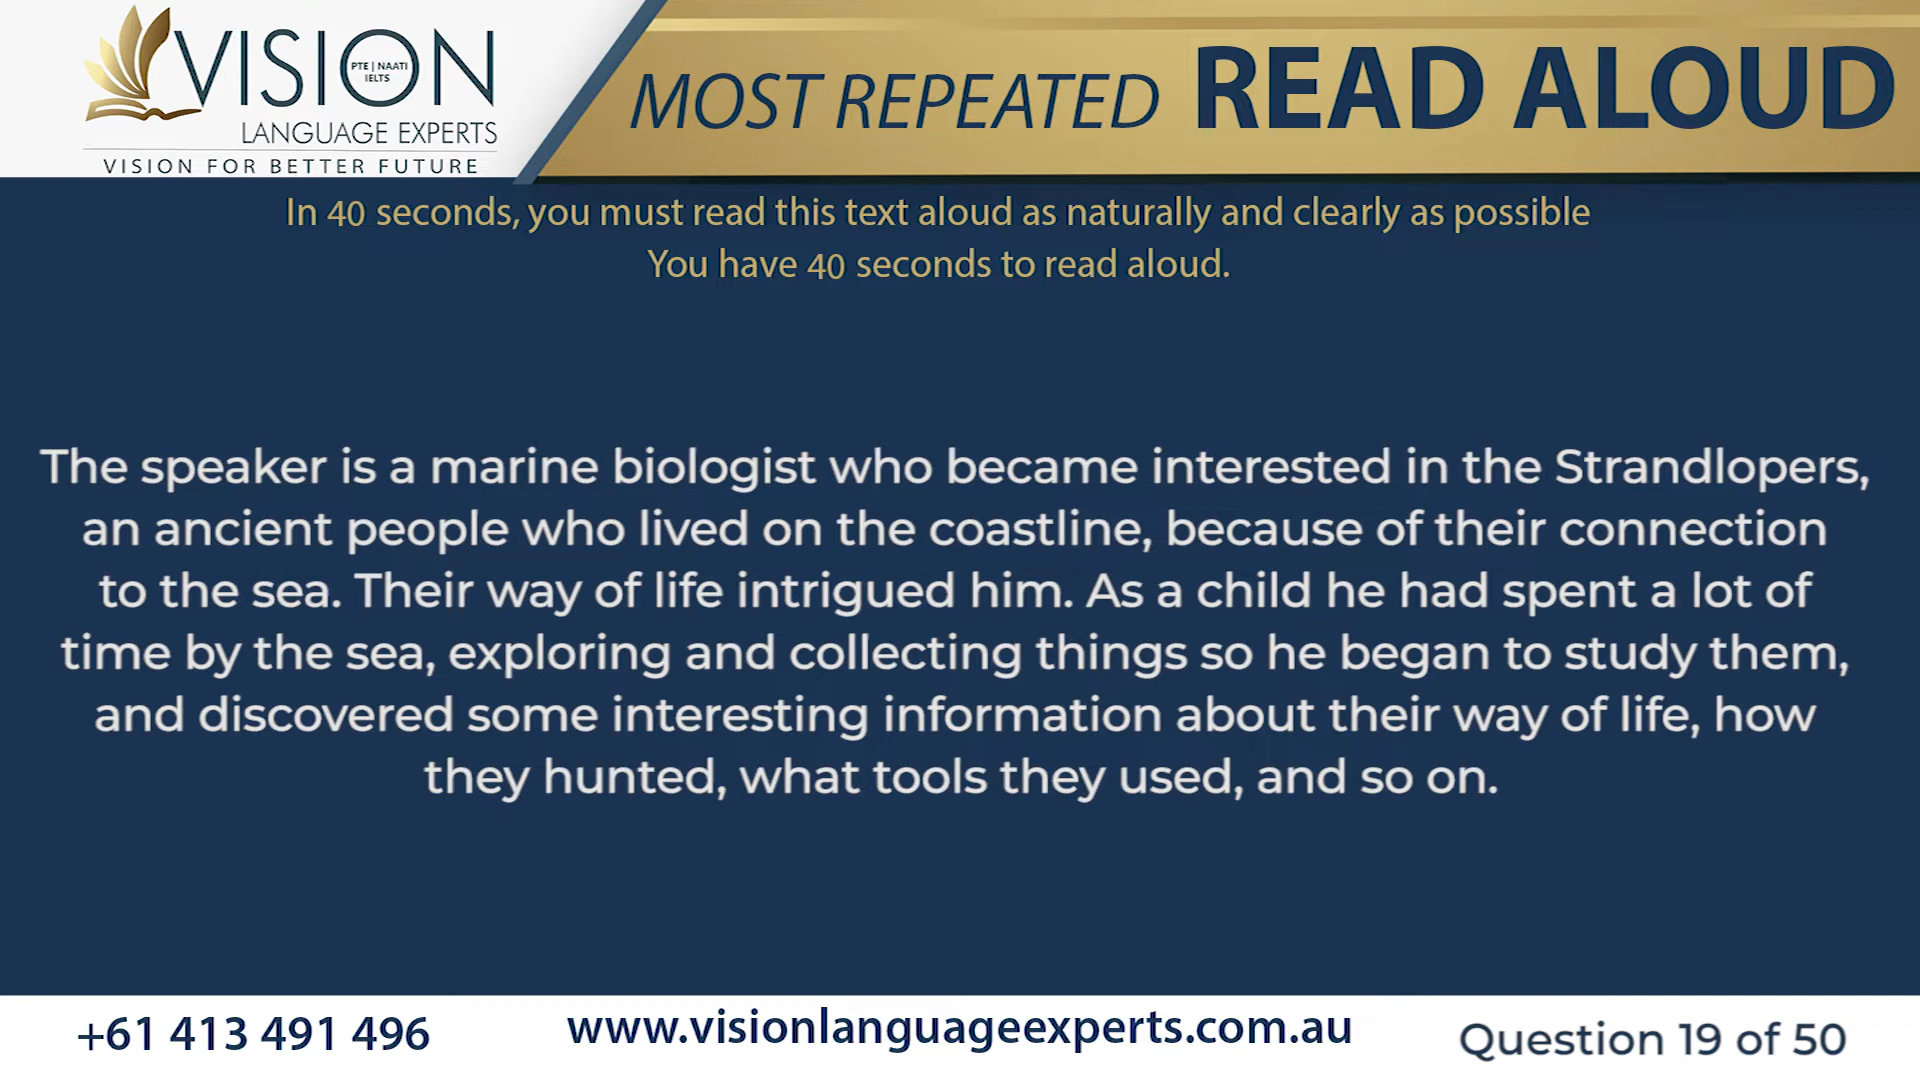 VISION
PTE | NAATI
IELTS
LANGUAGE EXPERTS
VISION FOR BETTER FUTURE
MOST REPEATED READ ALOUD
In 40 seconds, you must read this text aloud as naturally and clearly as possible
You have 40 seconds to read aloud.
The speaker is a marine biologist who became interested in the Strandlopers,
an ancient people who lived on the coastline, because of their connection
to the sea. Their way of life intrigued him. As a child he had spent a lot of
time by the sea, exploring and collecting things so he began to study them,
and discovered some interesting information about their way of life, how
they hunted, what tools they used, and so on.
+61 413 491 496
www.visionlanguageexperts.com.au
Question 19 of 50